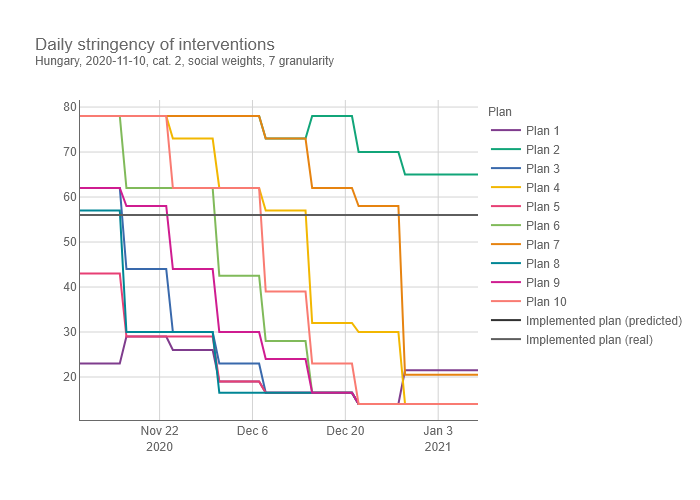 Daily stringency of interventions
Hungary, 2020-11-10, cat. 2, social weights, 7 granularity
80
70
60
50
40
30
20
Nov 22
2020
Dec 6
Dec 20
Jan 3
2021
Plan
Plan 1
Plan 2
Plan 3
Plan 4
Plan 5
Plan 6
Plan 7
Plan 8
Plan 9
Plan 10
Implemented plan (predicted)
Implemented plan (real)